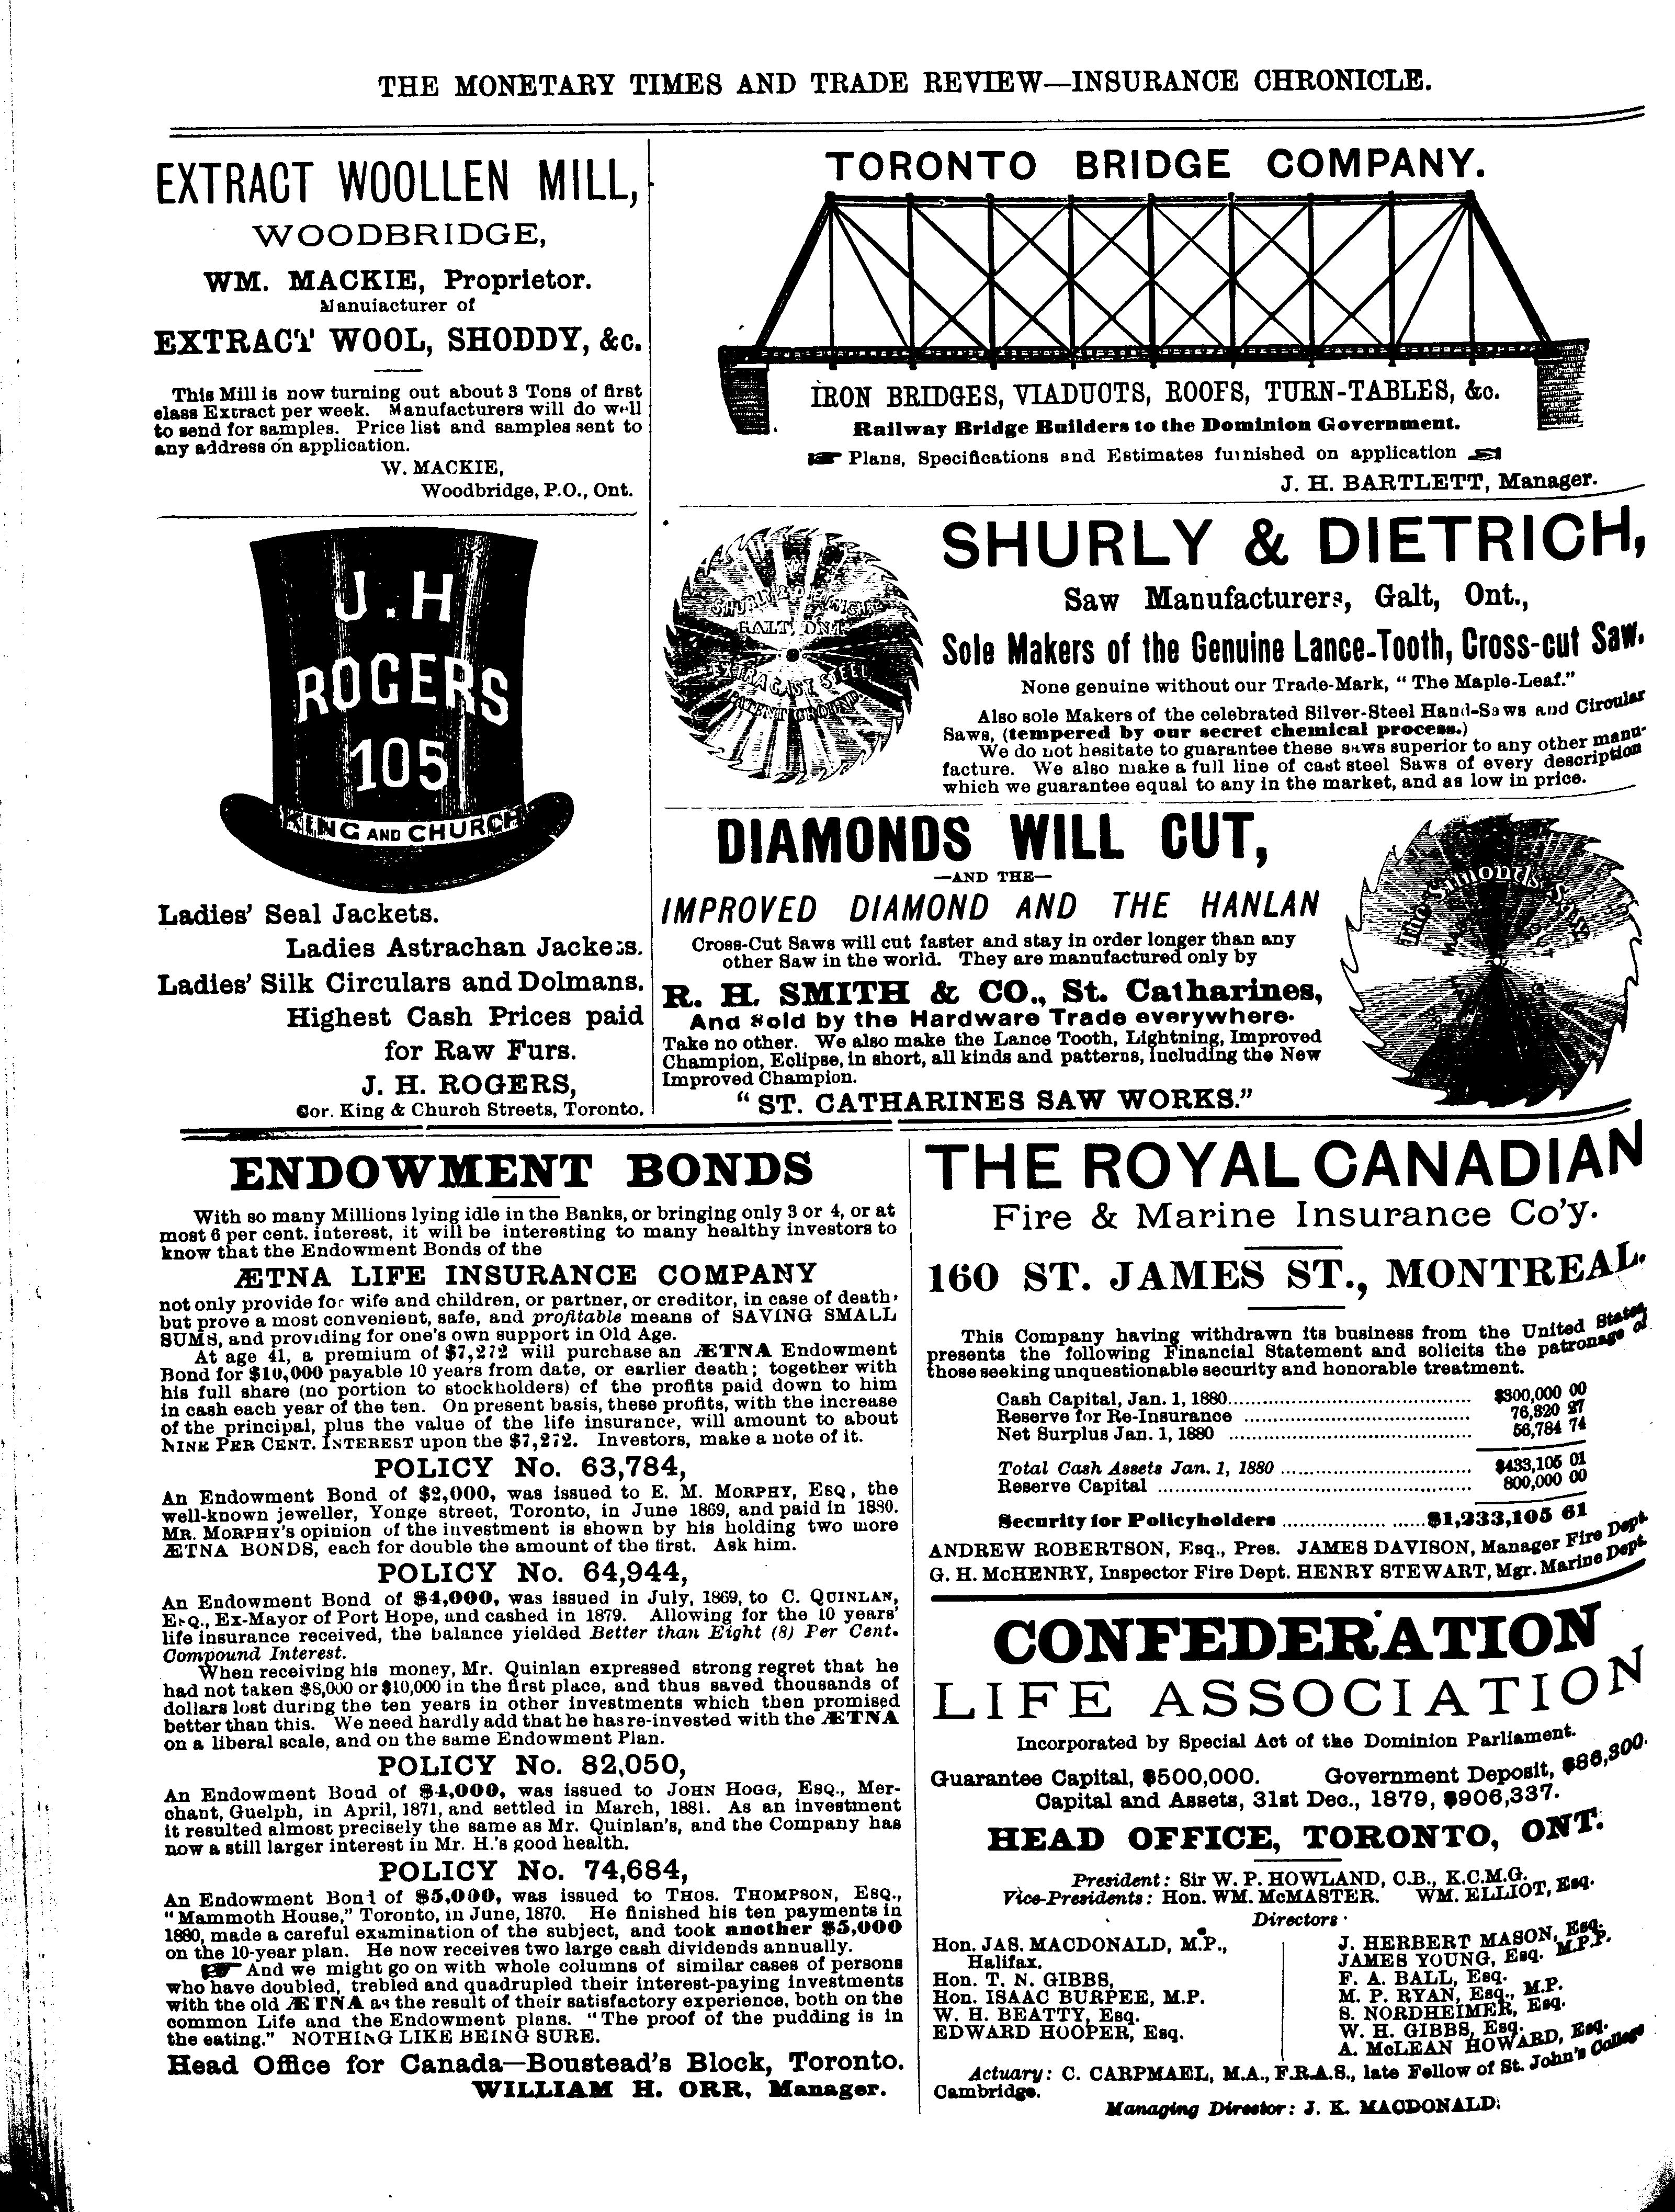 THE MONETARY TIMES AND TRADE REVIEW—INSURANCE CHRONICLE.
EXTRACT WOOLLEN MILL,
WOODBRIDGE,
WM. MACKIE, Proprietor.
Manuiacturer of
EXTRACT WOOL, SHODDY, &c.
This Mill is now turning out about 3 Tons of first
class Extract per week. Manufacturers will do well
to send for samples. Price list and samples sent to
any address on application.
W. MACKIE,
Woodbridge, P.O., Ont.
J. H
ROGERS
105
KING AND CHURCH
Ladies' Seal Jackets.
Ladies Astrachan Jackets.
Ladies' Silk Circulars and Dolmans.
Highest Cash Prices paid
for Raw Furs.
J. H. ROGERS,
Cor. King & Church Streets, Toronto.
TORONTO BRIDGE COMPANY.
IRON BRIDGES, VIADUCTS, ROOFS, TURN-TABLES, &c.
Railway Bridge Builders to the Dominion Government.
☞ Plans, Specifications and Estimates furnished on application ☜
J. H. BARTLETT, Manager.
SHURLY & DIETRICH
GALT, ONT.
EXTRA CAST STEEL
PATENT GROUND
SHURLY & DIETRICH,
Saw Manufacturers, Galt, Ont.,
Sole Makers of the Genuine Lance-Tooth, Cross-cut Saw.
None genuine without our Trade-Mark, "The Maple-Leaf."
Also sole Makers of the celebrated Silver-Steel Hand-Saws and Circular
Saws, (tempered by our secret chemical process.)
We do not hesitate to guarantee these saws superior to any other manu-
facture. We also make a full line of cast steel Saws of every description
which we guarantee equal to any in the market, and as low in price.
DIAMONDS WILL CUT,
—AND THE—
IMPROVED DIAMOND AND THE HANLAN
Cross-Cut Saws will cut faster and stay in order longer than any
other Saw in the world. They are manufactured only by
R. H. SMITH & CO., St. Catharines,
And Sold by the Hardware Trade everywhere.
Take no other. We also make the Lance Tooth, Lightning, Improved
Champion, Eclipse, in short, all kinds and patterns, including the New
Improved Champion.
"ST. CATHARINES SAW WORKS."
The Simonds Saw
ENDOWMENT BONDS
With so many Millions lying idle in the Banks, or bringing only 3 or 4, or at
most 6 per cent. interest, it will be interesting to many healthy investors to
know that the Endowment Bonds of the
ÆTNA LIFE INSURANCE COMPANY
not only provide for wife and children, or partner, or creditor, in case of death,
but prove a most convenient, safe, and profitable means of SAVING SMALL
SUMS, and providing for one's own support in Old Age.
At age 41, a premium of $7,272 will purchase an ÆTNA Endowment
Bond for $10,000 payable 10 years from date, or earlier death; together with
his full share (no portion to stockholders) of the profits paid down to him
in cash each year of the ten. On present basis, these profits, with the increase
of the principal, plus the value of the life insurance, will amount to about
NINE PER CENT. INTEREST upon the $7,272. Investors, make a note of it.
POLICY No. 63,784,
An Endowment Bond of $2,000, was issued to E. M. MORPHY, ESQ, the
well-known jeweller, Yonge street, Toronto, in June 1869, and paid in 1880.
MR. MORPHY'S opinion of the investment is shown by his holding two more
ÆTNA BONDS, each for double the amount of the first. Ask him.
POLICY No. 64,944,
An Endowment Bond of $4,000, was issued in July, 1869, to C. QUINLAN,
ESQ., Ex-Mayor of Port Hope, and cashed in 1879. Allowing for the 10 years'
life insurance received, the balance yielded Better than Eight (8) Per Cent.
Compound Interest.
When receiving his money, Mr. Quinlan expressed strong regret that he
had not taken $8,000 or $10,000 in the first place, and thus saved thousands of
dollars lost during the ten years in other investments which then promised
better than this. We need hardly add that he has re-invested with the ÆTNA
on a liberal scale, and on the same Endowment Plan.
POLICY No. 82,050,
An Endowment Bond of $4,000, was issued to JOHN HOGG, ESQ., Mer-
chant, Guelph, in April, 1871, and settled in March, 1881. As an investment
it resulted almost precisely the same as Mr. Quinlan's, and the Company has
now a still larger interest in Mr. H.'s good health.
POLICY No. 74,684,
An Endowment Bond of $5,000, was issued to THOS. THOMPSON, ESQ.,
"Mammoth House," Toronto, in June, 1870. He finished his ten payments in
1880, made a careful examination of the subject, and took another $5,000
on the 10-year plan. He now receives two large cash dividends annually.
☞ And we might go on with whole columns of similar cases of persons
who have doubled, trebled and quadrupled their interest-paying investments
with the old ÆTNA as the result of their satisfactory experience, both on the
common Life and the Endowment plans. "The proof of the pudding is in
the eating." NOTHING LIKE BEING SURE.
Head Office for Canada—Boustead's Block, Toronto.
WILLIAM H. ORR, Manager.
THE ROYAL CANADIAN
Fire & Marine Insurance Co'y.
160 ST. JAMES ST., MONTREAL.
This Company having withdrawn its business from the United States,
presents the following Financial Statement and solicits the patronage of
those seeking unquestionable security and honorable treatment.
Cash Capital, Jan. 1, 1880 $300,000 00
Reserve for Re-Insurance 76,320 27
Net Surplus Jan. 1, 1880 56,784 74
Total Cash Assets Jan. 1, 1880 $433,105 01
Reserve Capital 800,000 00
Security for Policyholders $1,233,105 61
ANDREW ROBERTSON, Esq., Pres. JAMES DAVISON, Manager Fire Dept.
G. H. McHENRY, Inspector Fire Dept. HENRY STEWART, Mgr. Marine Dept.
CONFEDERATION
LIFE ASSOCIATION
Incorporated by Special Act of the Dominion Parliament.
Guarantee Capital, $500,000. Government Deposit, $86,300.
Capital and Assets, 31st Dec., 1879, $906,337.
HEAD OFFICE, TORONTO, ONT.
President: Sir W. P. HOWLAND, C.B., K.C.M.G.
Vice-Presidents: Hon. WM. McMASTER. WM. ELLIOT, Esq.
Directors
Hon. JAS. MACDONALD, M.P.,
Halifax.
Hon. T. N. GIBBS,
Hon. ISAAC BURPEE, M.P.
W. H. BEATTY, Esq.
EDWARD HOOPER, Esq.
J. HERBERT MASON, Esq.
JAMES YOUNG, Esq. M.P.P.
F. A. BALL, Esq.
M. P. RYAN, Esq., M.P.
S. NORDHEIMER, Esq.
W. H. GIBBS, Esq.
A. McLEAN HOWARD, Esq.
Actuary: C. CARPMAEL, M.A., F.R.A.S., late Fellow of St. John's College
Cambridge.
Managing Director: J. K. MACDONALD.